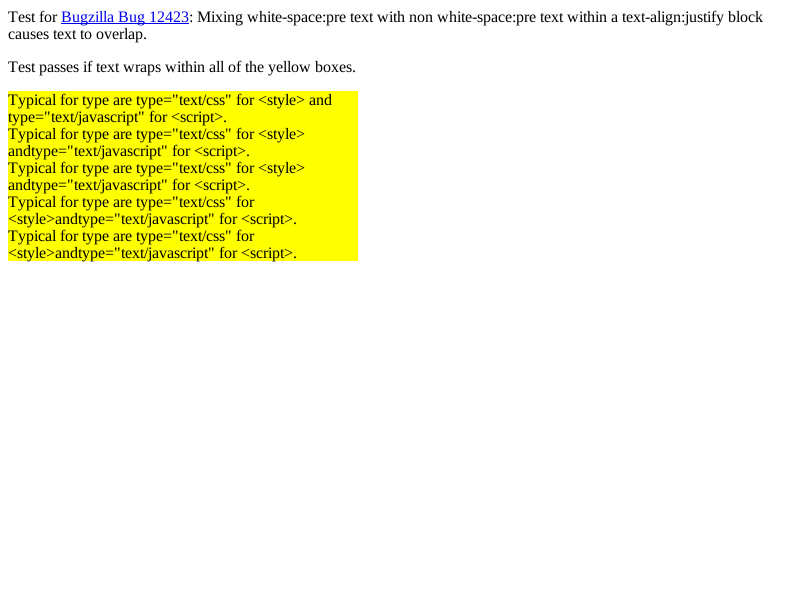 Test for Bugzilla Bug 12423: Mixing white-space:pre text with non white-space:pre text within a text-align:justify block
causes text to overlap.
Test passes if text wraps within all of the yellow boxes.
Typical for type are type="text/css" for <style> and
type="text/javascript" for <script>.
Typical for type are type="text/css" for <style>
andtype="text/javascript" for <script>.
Typical for type are type="text/css" for <style>
andtype="text/javascript" for <script>.
Typical for type are type="text/css" for
<style>andtype="text/javascript" for <script>.
Typical for type are type="text/css" for
<style>andtype="text/javascript" for <script>.